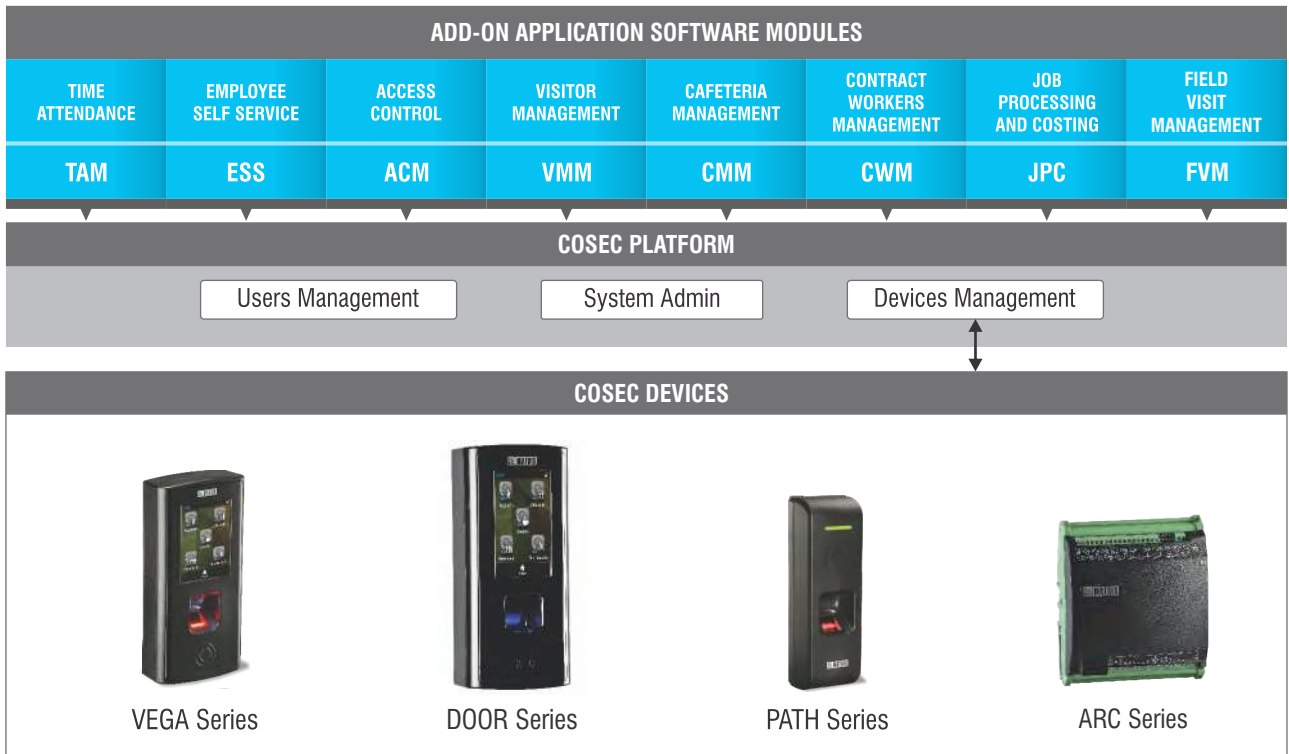 ADD-ON APPLICATION SOFTWARE MODULES
TIME
ATTENDANCE
EMPLOYEE
SELF SERVICE
ACCESS
CONTROL
VISITOR
MANAGEMENT
CAFETERIA
MANAGEMENT
CONTRACT
WORKERS
MANAGEMENT
JOB
PROCESSING
AND COSTING
FIELD
VISIT
MANAGEMENT
TAM
ESS
ACM
VMM
CMM
CWM
JPC
FVM
COSEC PLATFORM
Users Management
System Admin
Devices Management
COSEC DEVICES
VEGA Series
DOOR Series
PATH Series
ARC Series